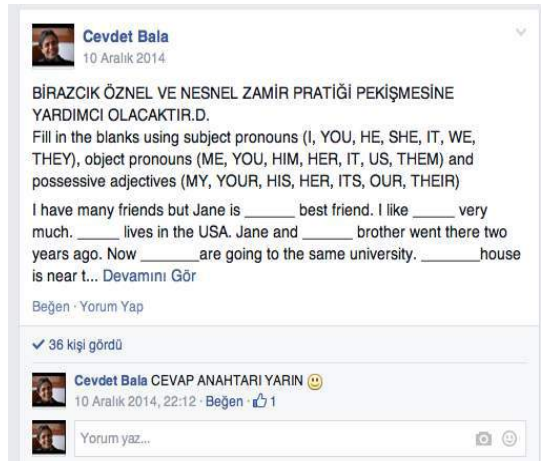 Cevdet Bala
10 Aralık 2014
BİRAZCIK ÖZNEL VE NESNEL ZAMİR PRATİĞİ PEKİŞMESİNE
YARDIMCI OLACAKTIR.D.
Fill in the blanks using subject pronouns (I, YOU, HE, SHE, IT, WE,
THEY), object pronouns (ME, YOU, HIM, HER, IT, US, THEM) and
possessive adjectives (MY, YOUR, HIS, HER, ITS, OUR, THEIR)
I have many friends but Jane is ______ best friend. I like _____ very
much. _____ lives in the USA. Jane and ______ brother went there two
years ago. Now _______are going to the same university. _______house
is near t... Devamını Gör
Beğen · Yorum Yap
✓ 36 kişi gördü
Cevdet Bala CEVAP ANAHTARI YARIN 🙂
10 Aralık 2014, 22:12 · Beğen · 👍 1
Yorum yaz...